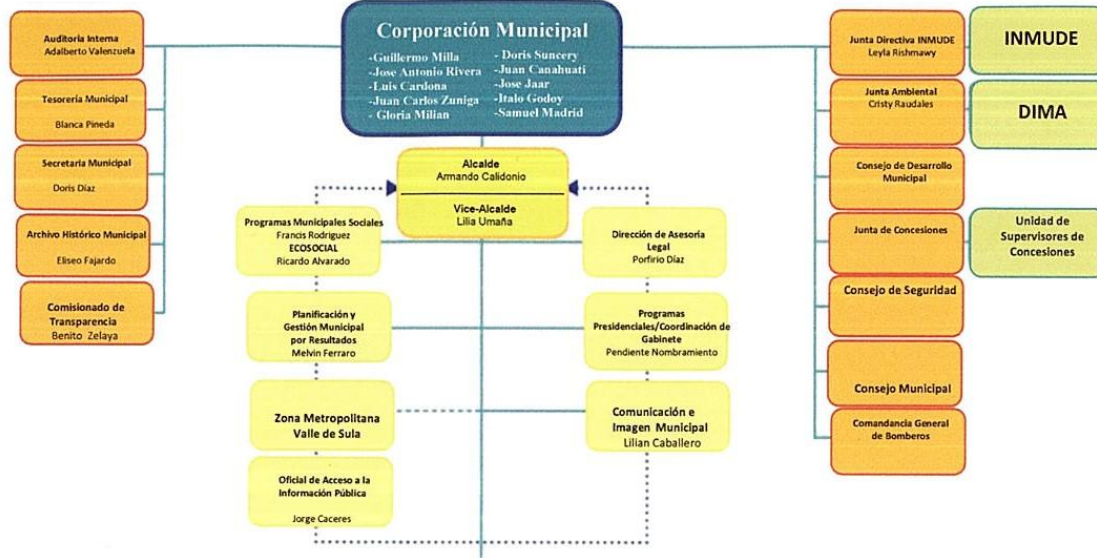 Corporación Municipal
-Guillermo Milla
-Jose Antonio Rivera
-Luis Cardona
-Juan Carlos Zuniga
- Gloria Milian
- Doris Suncery
-Juan Canahuati
-Jose Jaar
-Italo Godoy
-Samuel Madrid
Auditoria Interna
Adalberto Valenzuela
Tesorería Municipal
Blanca Pineda
Secretaria Municipal
Doris Díaz
Archivo Histórico Municipal
Eliseo Fajardo
Comisionado de
Transparencia
Benito Zelaya
Alcalde
Armando Calidonio
Vice-Alcalde
Lilia Umaña
Programas Municipales Sociales
Francis Rodriguez
ECOSOCIAL
Ricardo Alvarado
Planificación y
Gestión Municipal
por Resultados
Melvin Ferraro
Zona Metropolitana
Valle de Sula
Oficial de Acceso a la
Información Pública
Jorge Caceres
Dirección de Asesoría
Legal
Porfirio Díaz
Programas
Presidenciales/Coordinación de
Gabinete
Pendiente Nombramiento
Comunicación e
Imagen Municipal
Lilian Caballero
Junta Directiva INMUDE
Leyla Rishmawy
INMUDE
Junta Ambiental
Cristy Raudales
DIMA
Consejo de Desarrollo
Municipal
Junta de Concesiones
Unidad de
Supervisores de
Concesiones
Consejo de Seguridad
Consejo Municipal
Comandancia General
de Bomberos